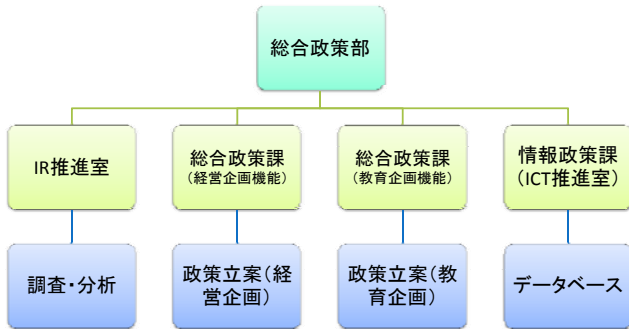 総合政策部
IR推進室
総合政策課
（経営企画機能）
総合政策課
（教育企画機能）
情報政策課
（ICT推進室）
調査・分析
政策立案（経
営企画）
政策立案（教
育企画）
データベース